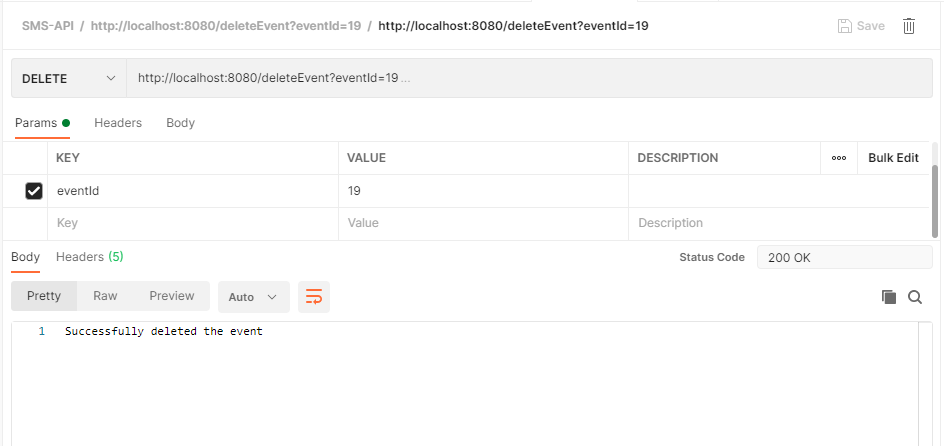 SMS-API / http://localhost:8080/deleteEvent?eventId=19 / http://localhost:8080/deleteEvent?eventId=19 Save
DELETE http://localhost:8080/deleteEvent?eventId=19 ...
Params Headers Body
KEY VALUE DESCRIPTION ooo Bulk Edit
eventId 19
Key Value Description
Body Headers (5) Status Code 200 OK
Pretty Raw Preview Auto
1 Successfully deleted the event